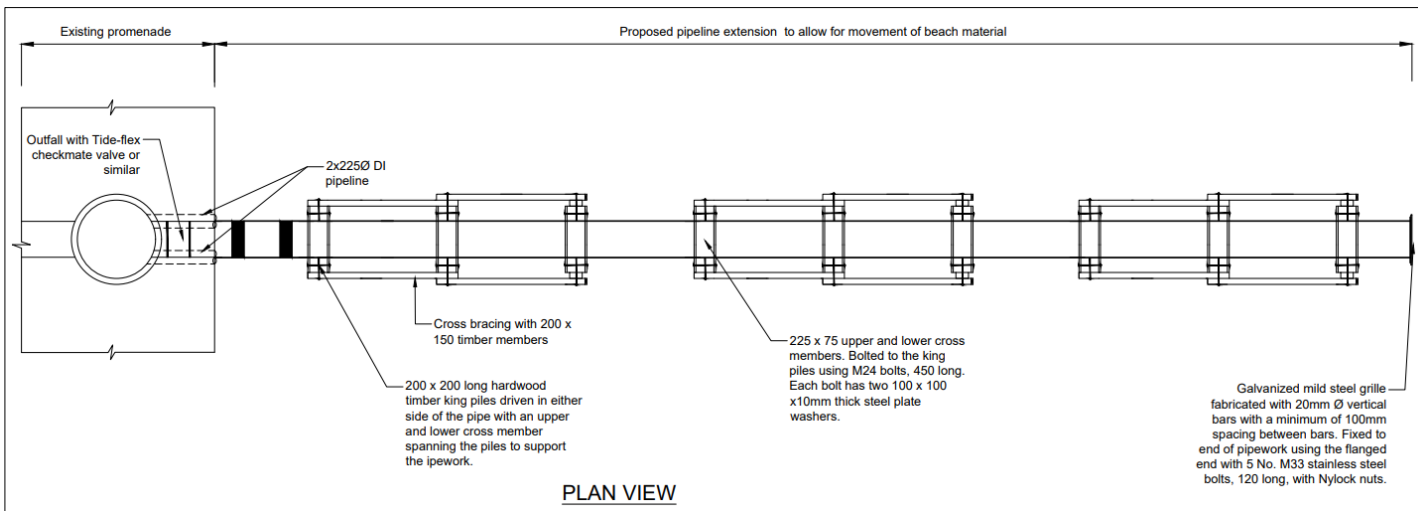 Existing promenade
Proposed pipeline extension to allow for movement of beach material
Outfall with Tide-flex
checkmate valve or
similar
2x225Ø DI
pipeline
Cross bracing with 200 x
150 timber members
200 x 200 long hardwood
timber king piles driven in either
side of the pipe with an upper
and lower cross member
spanning the piles to support
the ipework.
225 x 75 upper and lower cross
members. Bolted to the king
piles using M24 bolts, 450 long.
Each bolt has two 100 x 100
x10mm thick steel plate
washers.
Galvanized mild steel grille
fabricated with 20mm Ø vertical
bars with a minimum of 100mm
spacing between bars. Fixed to
end of pipework using the flanged
end with 5 No. M33 stainless steel
bolts, 120 long, with Nylock nuts.
PLAN VIEW